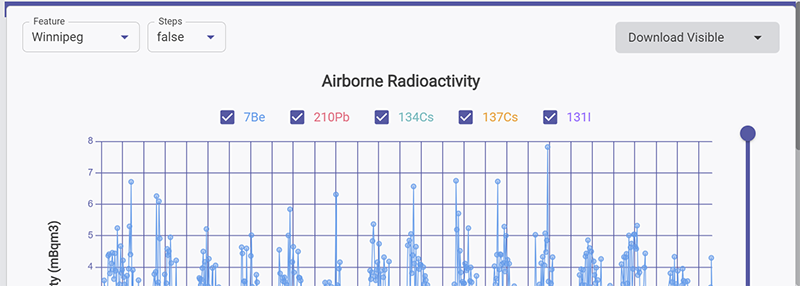 Feature
Steps
Winnipeg
false
Download Visible
Airborne Radioactivity
7Be
210Pb
134Cs
137Cs
131I
8
7
6
5
4
(mBqm3)